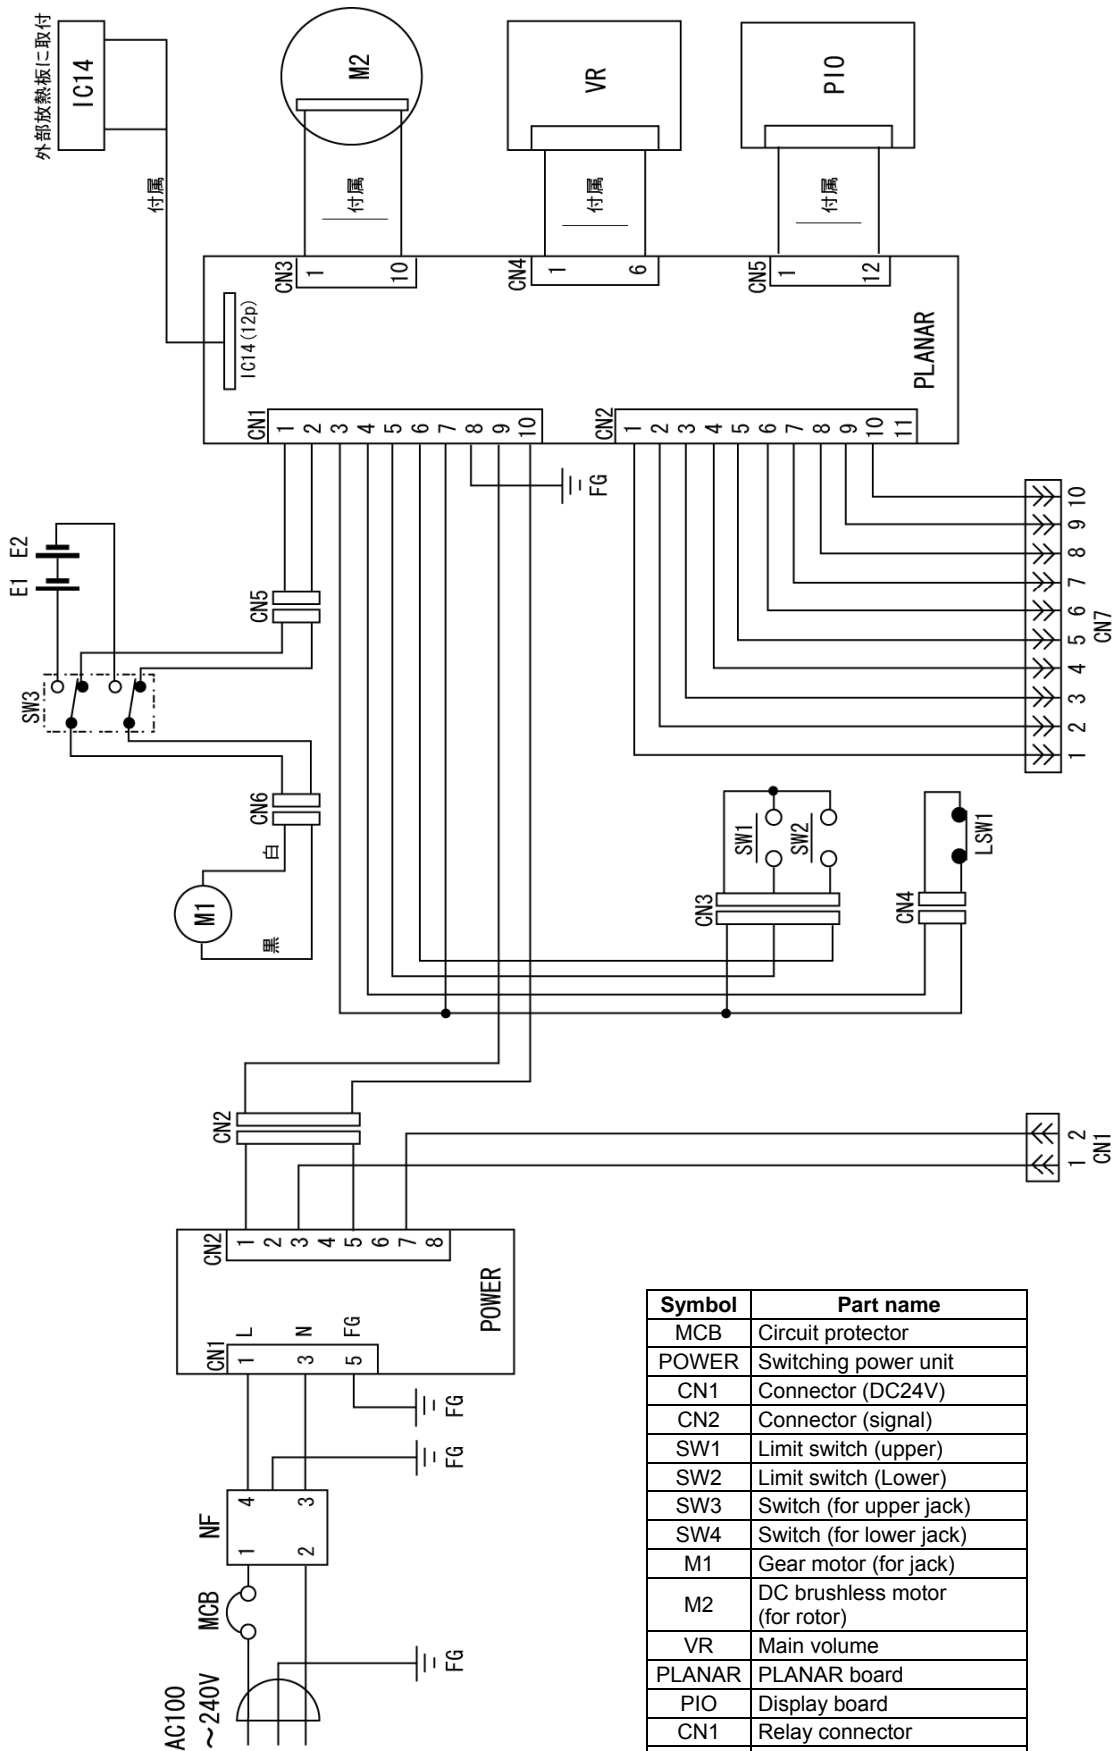 外部放熱板に取付
IC14
付属
M2
付属
VR
付属
PIO
付属
CN3
1
10
CN4
1
6
CN5
1
12
IC14(12p)
PLANAR
CN1
1
2
3
4
5
6
7
8
9
10
CN2
1
2
3
4
5
6
7
8
9
10
11
FG
E1 E2
SW3
CN5
CN6
白
黒
M1
CN3
SW1
SW2
CN4
LSW1
1 2 3 4 5 6 7 8 9 10
CN7
CN2
CN2
1
2
3
4
5
6
7
8
POWER
CN1
1 L
3 N
5 FG
1 2
CN1
FG
FG
NF
1 4
2 3
MCB
FG
AC100
～240V
Symbol Part name
MCB Circuit protector
POWER Switching power unit
CN1 Connector (DC24V)
CN2 Connector (signal)
SW1 Limit switch (upper)
SW2 Limit switch (Lower)
SW3 Switch (for upper jack)
SW4 Switch (for lower jack)
M1 Gear motor (for jack)
M2 DC brushless motor
(for rotor)
VR Main volume
PLANAR PLANAR board
PIO Display board
CN1 Relay connector